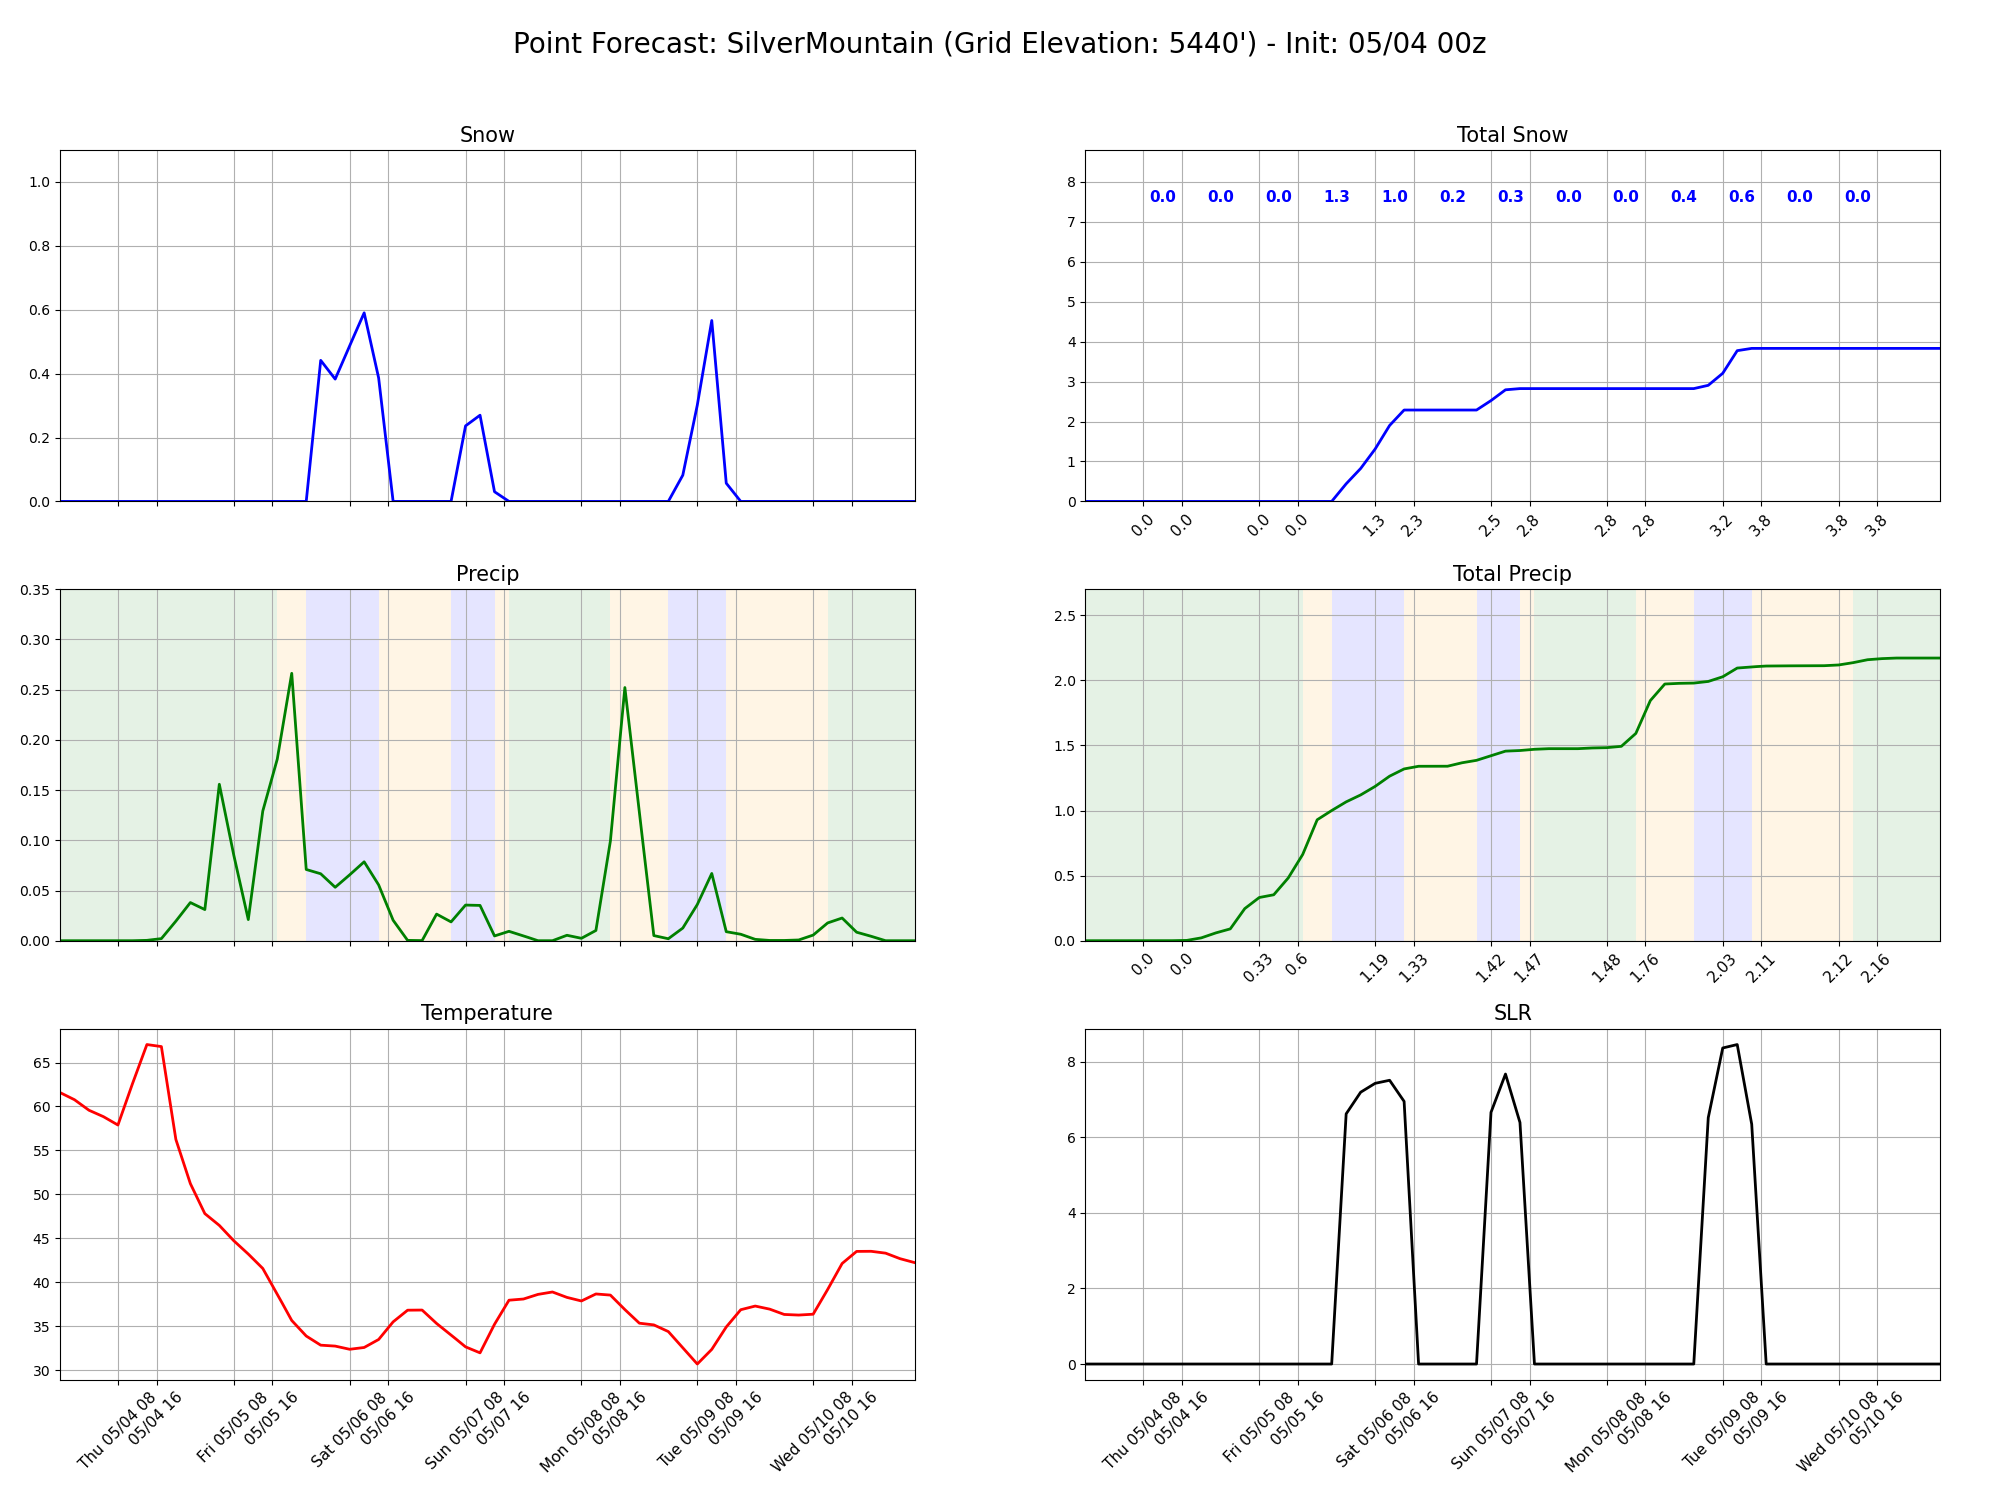 Point Forecast: SilverMountain (Grid Elevation: 5440') - Init: 05/04 00z
Snow
1.0
0.8
0.6
0.4
0.2
0.0
Total Snow
8
7
6
5
4
3
2
1
0
0.0 0.0 0.0 1.3 1.0 0.2 0.3 0.0 0.0 0.4 0.6 0.0 0.0
0.0 0.0 0.0 0.0 1.3 2.3 2.5 2.8 2.8 2.8 3.2 3.8 3.8 3.8
Precip
0.35
0.30
0.25
0.20
0.15
0.10
0.05
0.00
Total Precip
2.5
2.0
1.5
1.0
0.5
0.0
0.0 0.0 0.33 0.6 1.19 1.33 1.42 1.47 1.48 1.76 2.03 2.11 2.12 2.16
Temperature
65
60
55
50
45
40
35
30
Thu 05/04 08
05/04 16
Fri 05/05 08
05/05 16
Sat 05/06 08
05/06 16
Sun 05/07 08
05/07 16
Mon 05/08 08
05/08 16
Tue 05/09 08
05/09 16
Wed 05/10 08
05/10 16
SLR
8
6
4
2
0
Thu 05/04 08
05/04 16
Fri 05/05 08
05/05 16
Sat 05/06 08
05/06 16
Sun 05/07 08
05/07 16
Mon 05/08 08
05/08 16
Tue 05/09 08
05/09 16
Wed 05/10 08
05/10 16